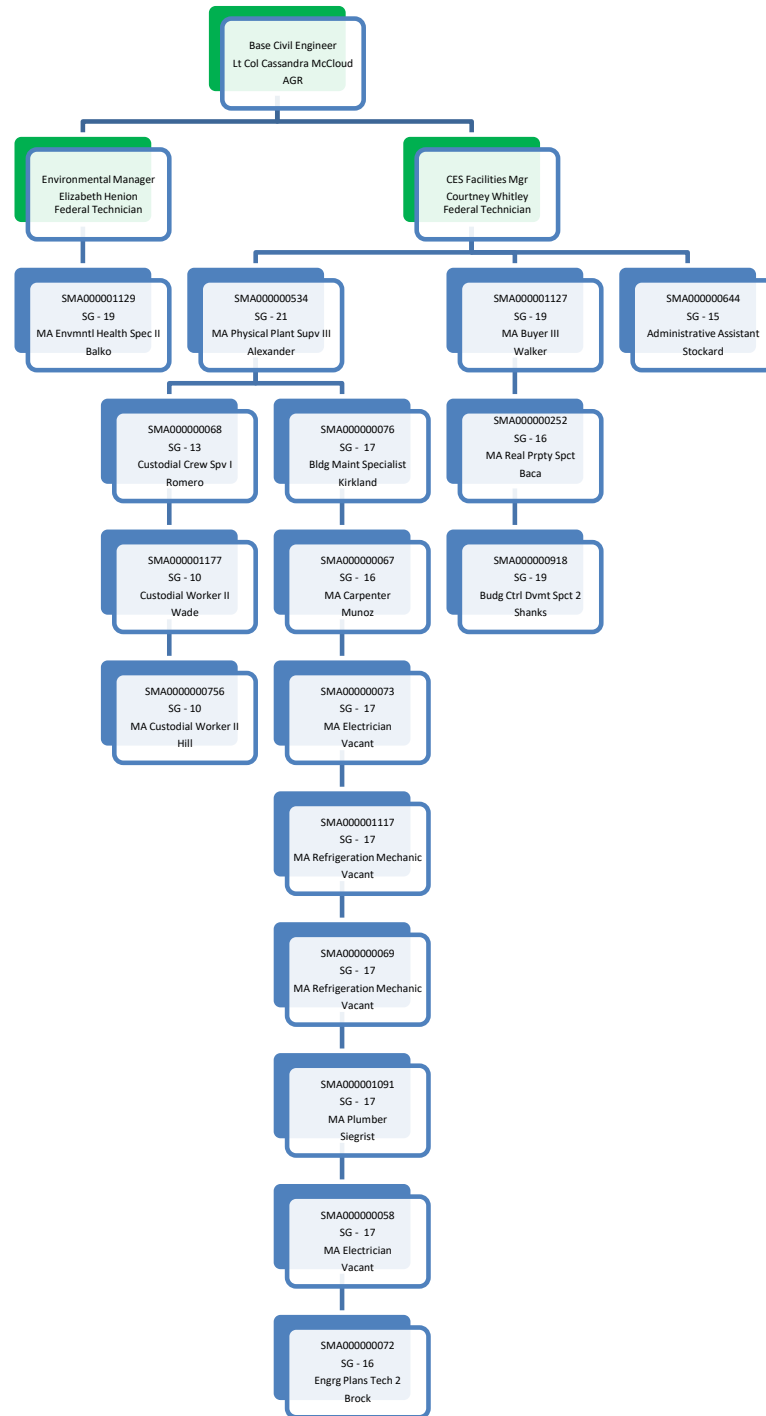 Base Civil Engineer
Lt Col Cassandra McCloud
AGR
Environmental Manager
Elizabeth Henion
Federal Technician
CES Facilities Mgr
Courtney Whitley
Federal Technician
SMA000001129
SG - 19
MA Envmntl Health Spec II
Balko
SMA000000534
SG - 21
MA Physical Plant Supv III
Alexander
SMA000001127
SG - 19
MA Buyer III
Walker
SMA000000644
SG - 15
Administrative Assistant
Stockard
SMA000000068
SG - 13
Custodial Crew Spv I
Romero
SMA000000076
SG - 17
Bldg Maint Specialist
Kirkland
SMA000000252
SG - 16
MA Real Prpty Spct
Baca
SMA000001177
SG - 10
Custodial Worker II
Wade
SMA000000067
SG - 16
MA Carpenter
Munoz
SMA000000918
SG - 19
Budg Ctrl Dvmt Spct 2
Shanks
SMA0000000756
SG - 10
MA Custodial Worker II
Hill
SMA0000000073
SG - 17
MA Electrician
Vacant
SMA000001117
SG - 17
MA Refrigeration Mechanic
Vacant
SMA000000069
SG - 17
MA Refrigeration Mechanic
Vacant
SMA000001091
SG - 17
MA Plumber
Siegrist
SMA000000058
SG - 17
MA Electrician
Vacant
SMA000000072
SG - 16
Engrg Plans Tech 2
Brock